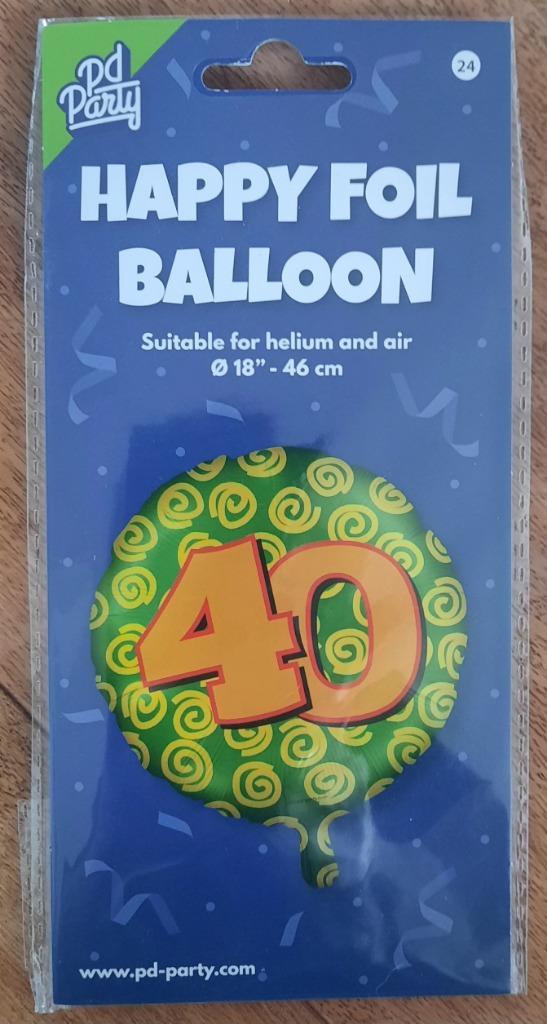 pd
Party
24
HAPPY FOIL
BALLOON
Suitable for helium and air
Ø 18” - 46 cm
40
www.pd-party.com